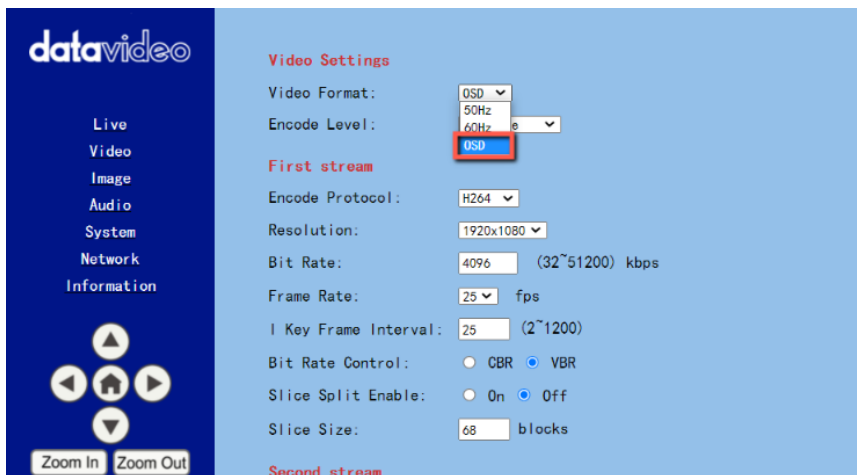 datavideo
Live
Video
Image
Audio
System
Network
Information
Zoom In Zoom Out
Video Settings
Video Format: OSD
50Hz
60Hz
OSD
Encode Level: e
First stream
Encode Protocol: H264
Resolution: 1920x1080
Bit Rate: 4096 (32~51200) kbps
Frame Rate: 25 fps
I Key Frame Interval: 25 (2~1200)
Bit Rate Control: CBR VBR
Slice Split Enable: On Off
Slice Size: 68 blocks
Second stream